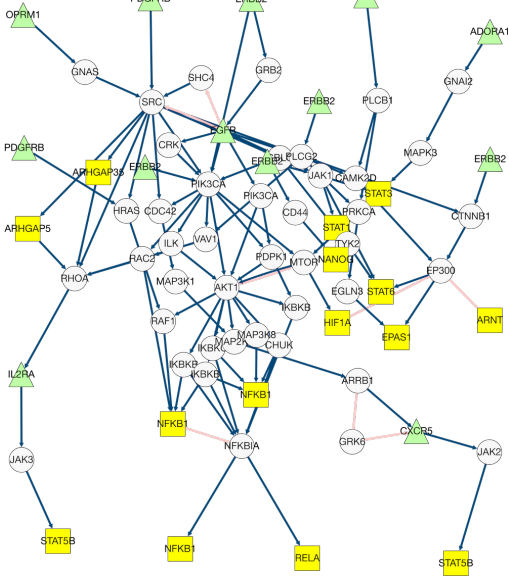 PDGFRB
ERBB2
OPRM1
ADORA1
GNAS
SHC4
GRB2
GNAI2
SRC
PLCB1
ERBB2
EGFR
CRK
MAPK3
PDGFRB
PLCG2
ERBB2
ERBB2
ERBB2
ARHGAP35
JAK1
CAMK2D
PIK3CA
STAT3
PIK3CA
HRAS
CDC42
CD44
PRKCA
CTNNB1
ARHGAP5
STAT1
VAV1
ILK
TYK2
RAC2
PDPK1
MTOR
NANOG
RHOA
EP300
MAP3K1
AKT1
EGLN3
STAT6
IKBKB
RAF1
HIF1A
ARNT
EPAS1
MAP3K8
CHUK
IKBKB
IKBKB
IL2RA
ARRB1
NFKB1
NFKB1
CXCR5
GRK6
NFKBIA
JAK3
JAK2
STAT5B
NFKB1
RELA
STAT5B